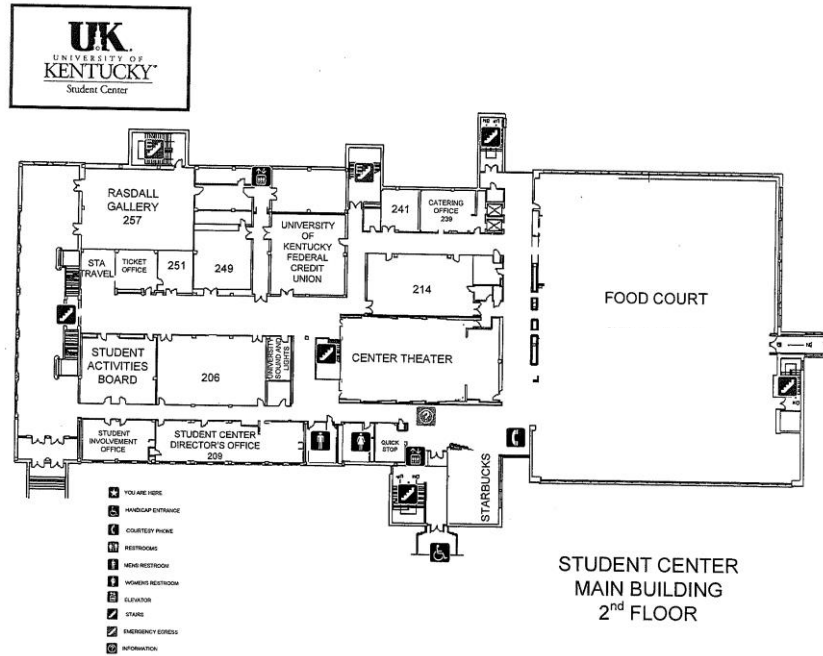 UK
UNIVERSITY OF
KENTUCKY
Student Center
RASDALL
GALLERY
257
241
CATERING
OFFICE
239
UNIVERSITY
OF
KENTUCKY
FEDERAL
CREDIT
UNION
STA
TRAVEL
TICKET
OFFICE
251
249
214
FOOD COURT
STUDENT
ACTIVITIES
BOARD
206
UNIVERSITY
SOUND AND
LIGHTS
CENTER THEATER
STUDENT
INVOLVEMENT
OFFICE
STUDENT CENTER
DIRECTOR'S OFFICE
209
QUICK
STOP
STARBUCKS
YOU ARE HERE
HANDICAP ENTRANCE
COURTESY PHONE
RESTROOMS
MENS RESTROOM
WOMENS RESTROOM
ELEVATOR
STAIRS
EMERGENCY EGRESS
INFORMATION
STUDENT CENTER
MAIN BUILDING
2nd FLOOR